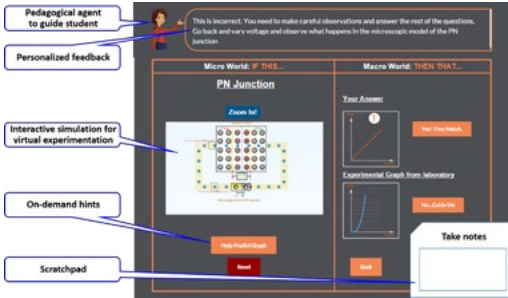 Pedagogical agent
to guide student
This is incorrect. You need to make careful observations and answer the rest of the questions.
Go back and vary voltage and observe what happens in the microscopic model of the PN
junction
Personalized feedback
Micro World: IF THIS...
Macro World: THEN THAT...
PN Junction
Zoom In!
Your Answer
Yes! They Match.
Interactive simulation for
virtual experimentation
Experimental Graph from laboratory
On-demand hints
No...Guide Me
Help Predict Graph
Take notes
Scratchpad
Reset
Back